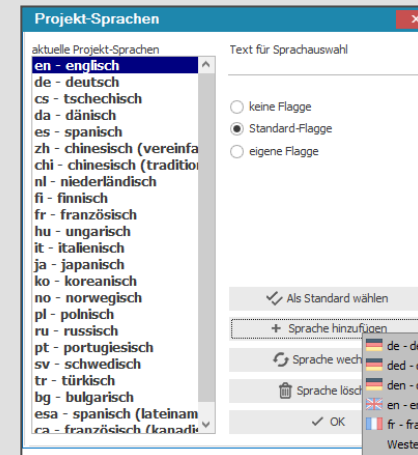 Projekt-Sprachen
aktuelle Projekt-Sprachen
Text für Sprachauswahl
en - englisch
de - deutsch
cs - tschechisch
da - dänisch
es - spanisch
zh - chinesisch (vereinfa
chi - chinesisch (tradition
nl - niederländisch
fi - finnisch
fr - französisch
hu - ungarisch
it - italienisch
ja - japanisch
ko - koreanisch
no - norwegisch
pl - polnisch
ru - russisch
pt - portugiesisch
sv - schwedisch
tr - türkisch
bg - bulgarisch
esa - spanisch (lateinam
ca - französisch (kanadi
keine Flagge
Standard-Flagge
eigene Flagge
Als Standard wählen
+ Sprache hinzufügen
Sprache wech
Sprache lösch
OK
de - de
ded -
den -
en - en
fr - fra
Weste